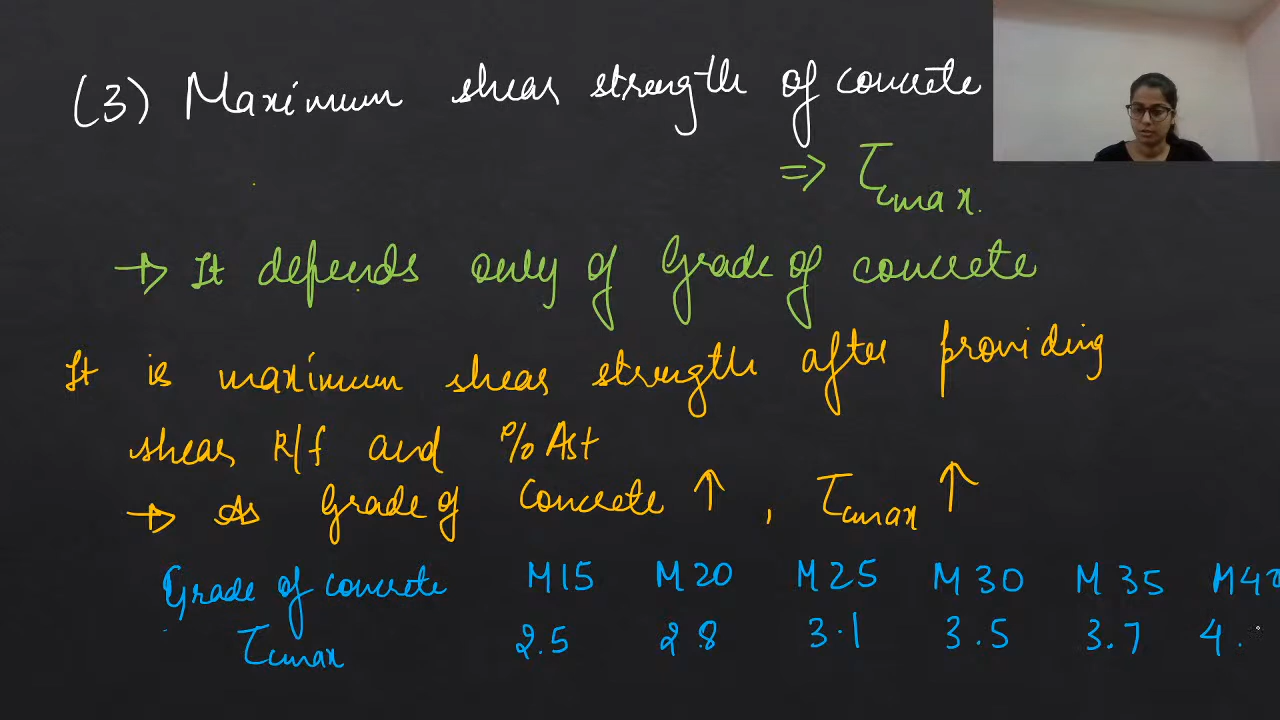 (3) Maximum shear strength of concrete
⇒ τcmax.
→ It depends only of Grade of concrete
It is maximum shear strength after providing
shear R/f and % Ast
→ As Grade of Concrete ↑, τcmax ↑
Grade of concrete M15 M20 M25 M30 M35 M40
τcmax 2.5 2.8 3.1 3.5 3.7 4.